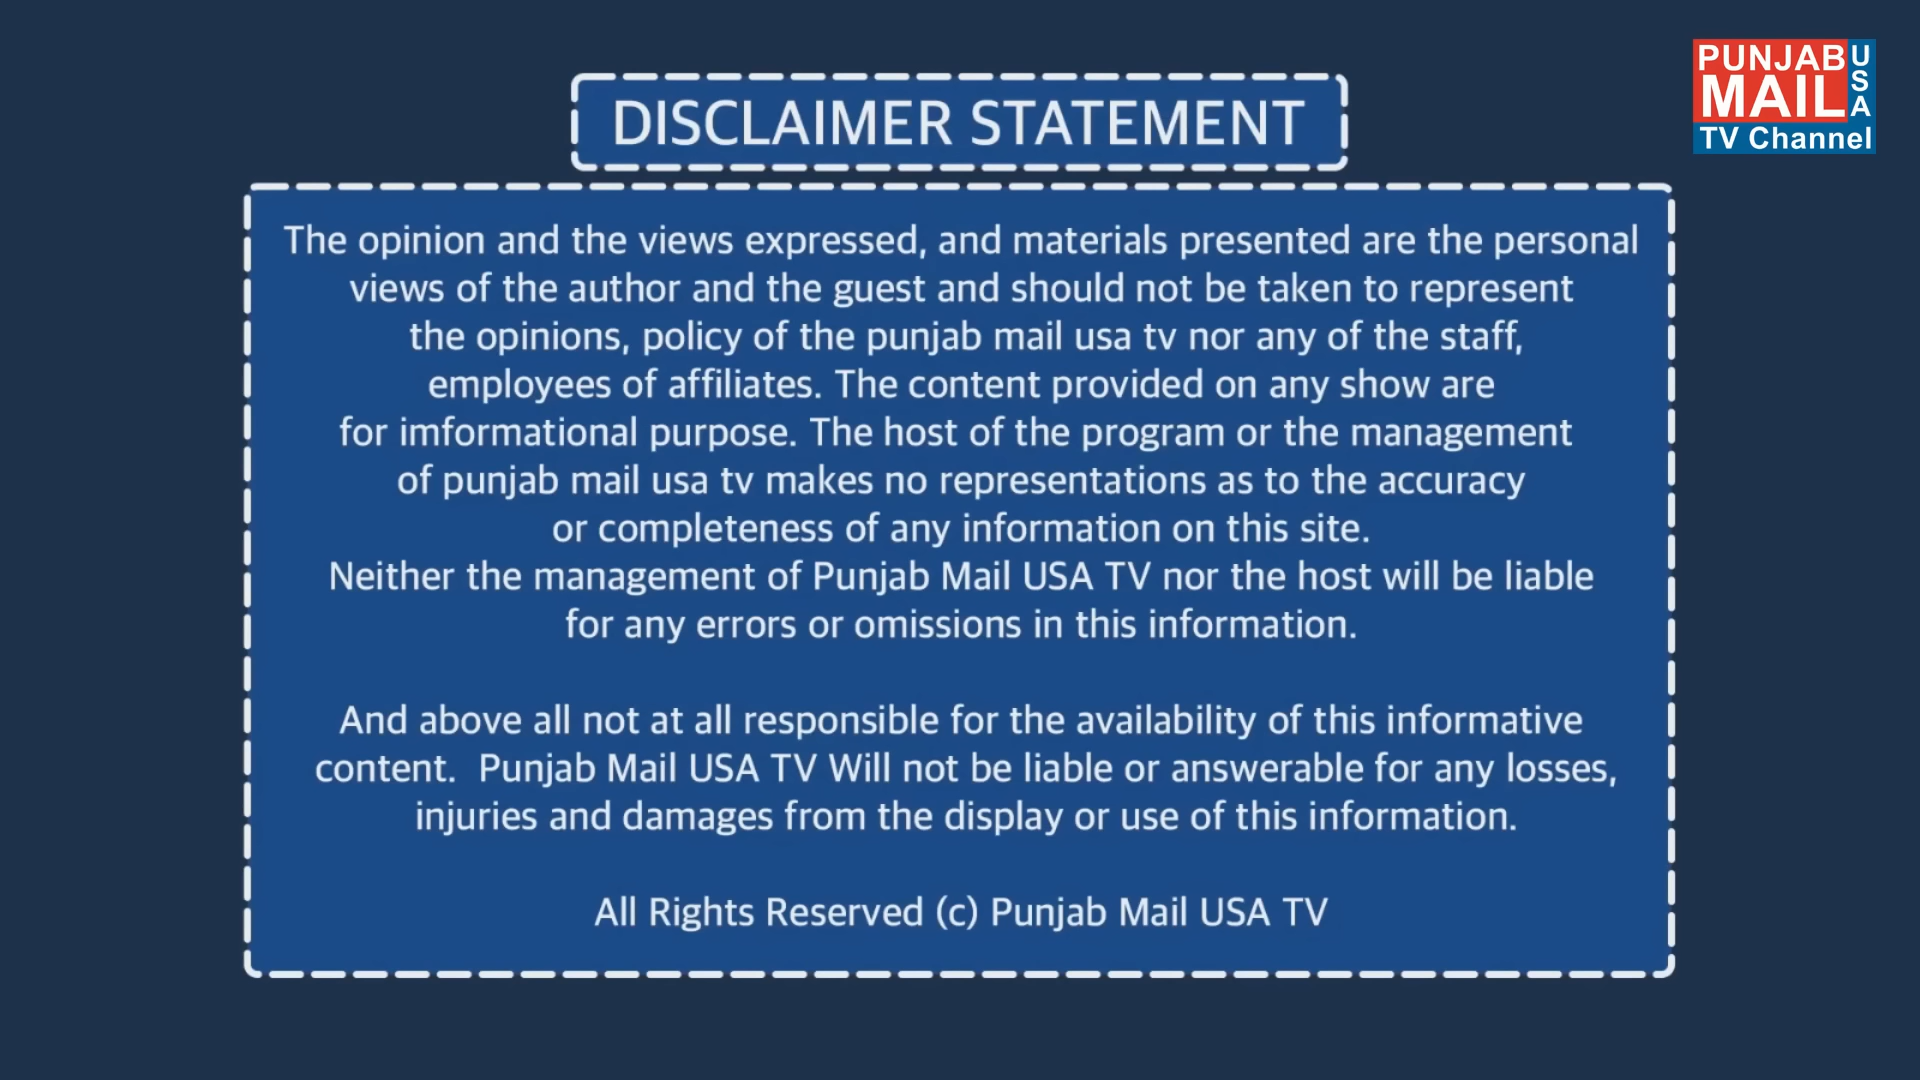 PUNJAB USA
MAIL
TV Channel
DISCLAIMER STATEMENT
The opinion and the views expressed, and materials presented are the personal
views of the author and the guest and should not be taken to represent
the opinions, policy of the punjab mail usa tv nor any of the staff,
employees of affiliates. The content provided on any show are
for imformational purpose. The host of the program or the management
of punjab mail usa tv makes no representations as to the accuracy
or completeness of any information on this site.
Neither the management of Punjab Mail USA TV nor the host will be liable
for any errors or omissions in this information.
And above all not at all responsible for the availability of this informative
content.  Punjab Mail USA TV Will not be liable or answerable for any losses,
injuries and damages from the display or use of this information.
All Rights Reserved (c) Punjab Mail USA TV